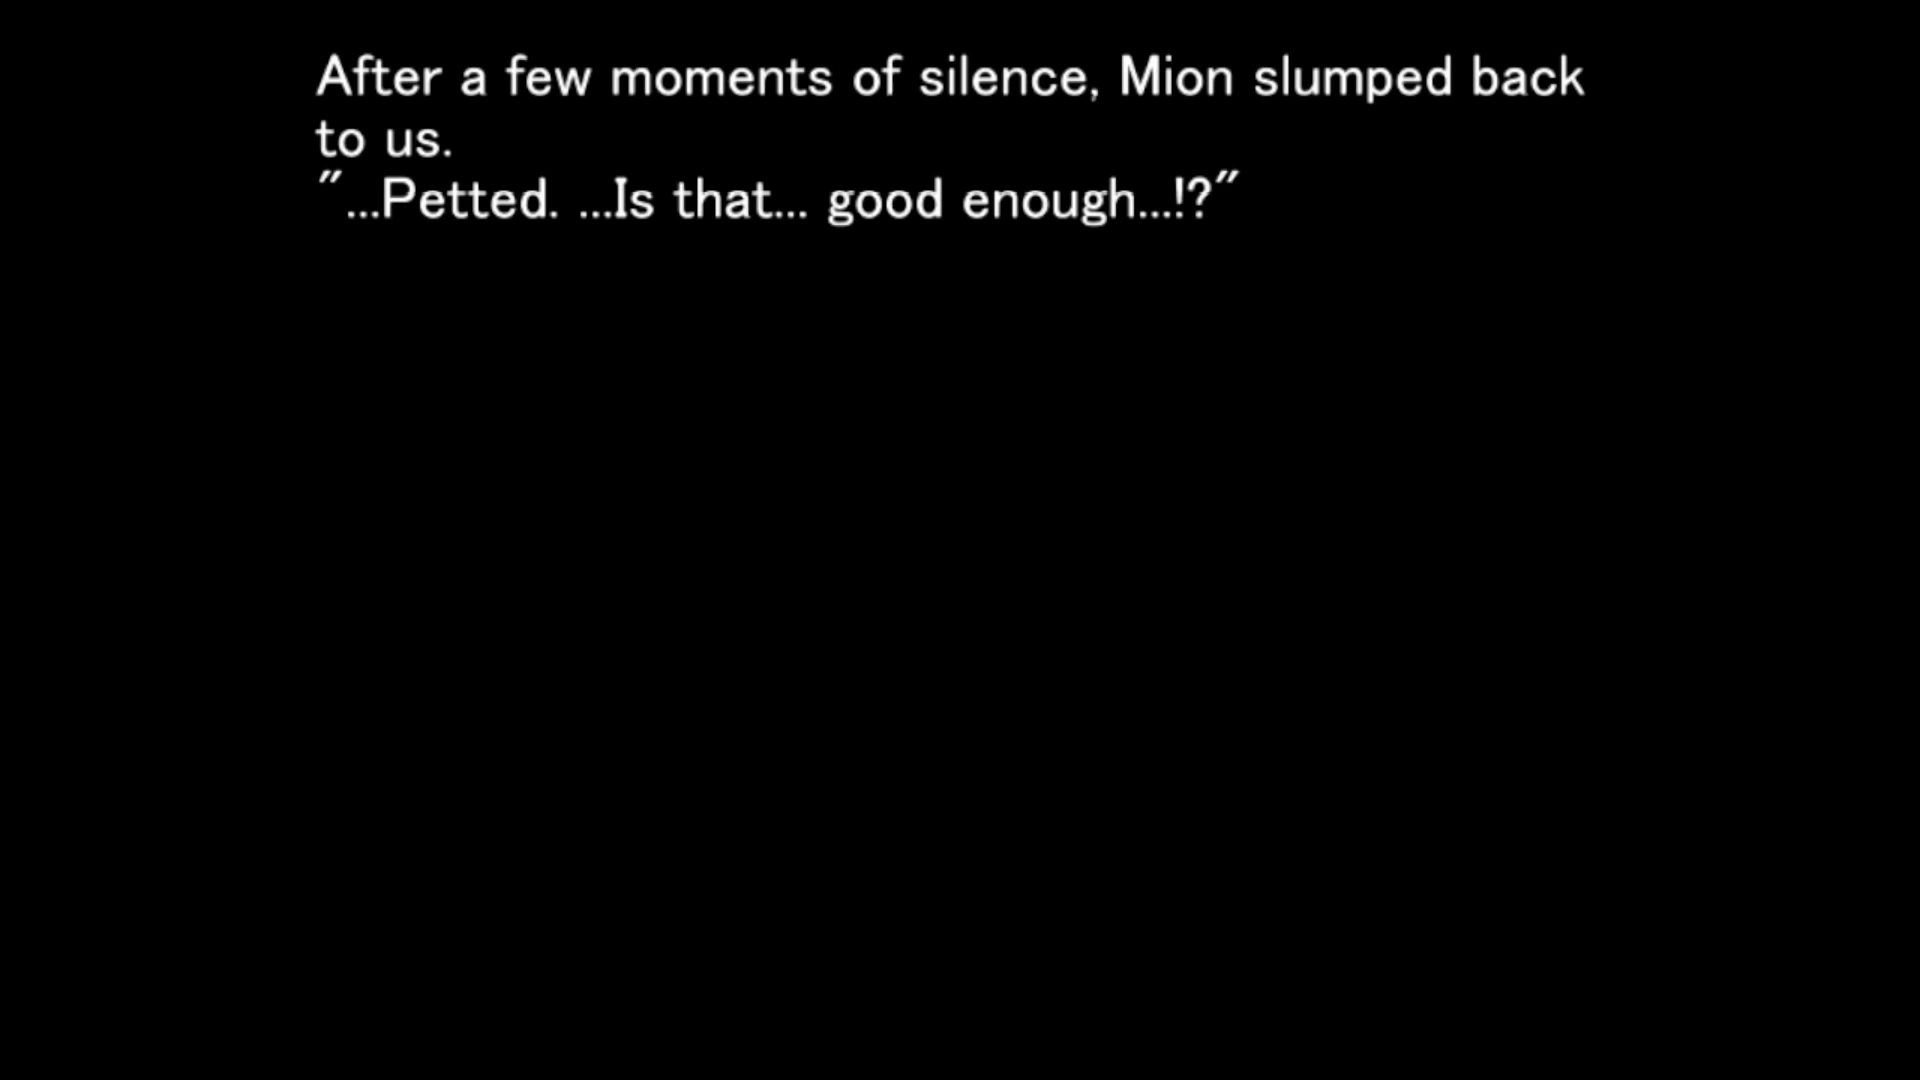 After a few moments of silence, Mion slumped back
to us.
"...Petted. ...Is that... good enough...!?"